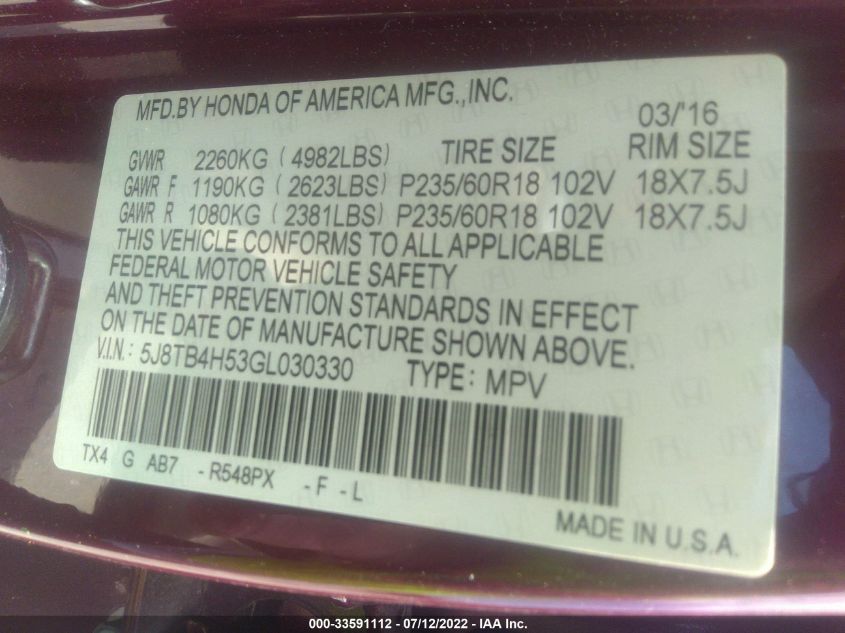 MFD.BY HONDA OF AMERICA MFG.,INC.
03/'16
GVWR 2260KG (4982LBS) TIRE SIZE RIM SIZE
GAWR F 1190KG (2623LBS) P235/60R18 102V 18X7.5J
GAWR R 1080KG (2381LBS) P235/60R18 102V 18X7.5J
THIS VEHICLE CONFORMS TO ALL APPLICABLE
FEDERAL MOTOR VEHICLE SAFETY
AND THEFT PREVENTION STANDARDS IN EFFECT
ON THE DATE OF MANUFACTURE SHOWN ABOVE.
V.I.N.: 5J8TB4H53GL030330 TYPE: MPV
TX4 G AB7 -R548PX -F-L
MADE IN U.S.A.
000-33591112 - 07/12/2022 - IAA Inc.